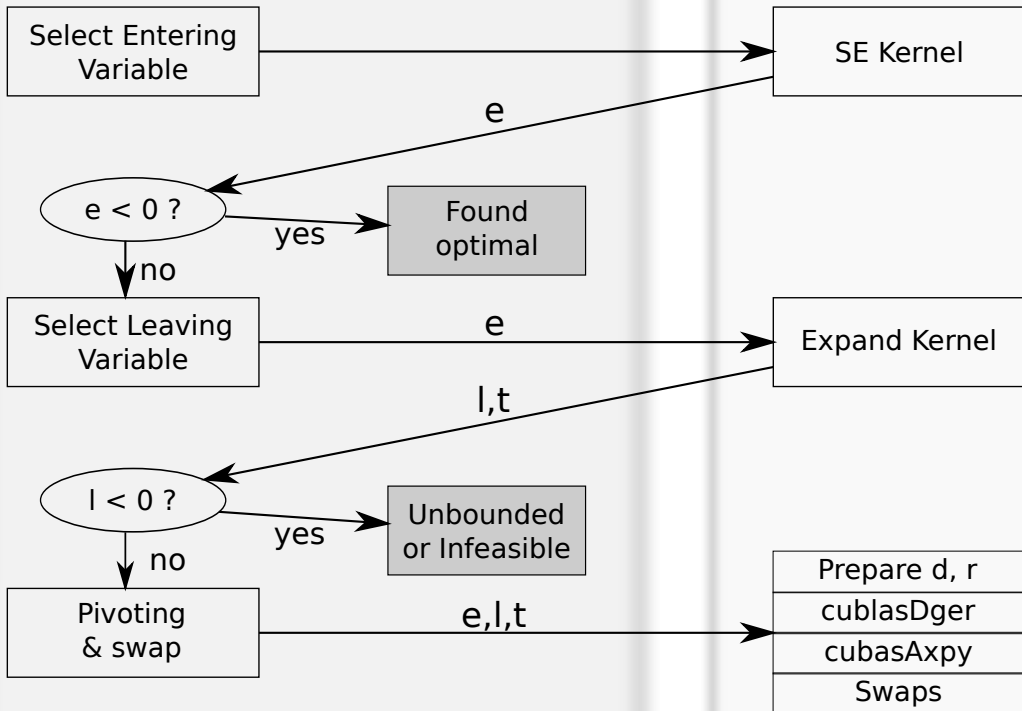 Select Entering
Variable
SE Kernel
e
e < 0 ?
yes
Found
optimal
no
Select Leaving
Variable
e
Expand Kernel
l,t
l < 0 ?
yes
Unbounded
or Infeasible
no
Pivoting
& swap
e,l,t
Prepare d, r
cublasDger
cubasAxpy
Swaps